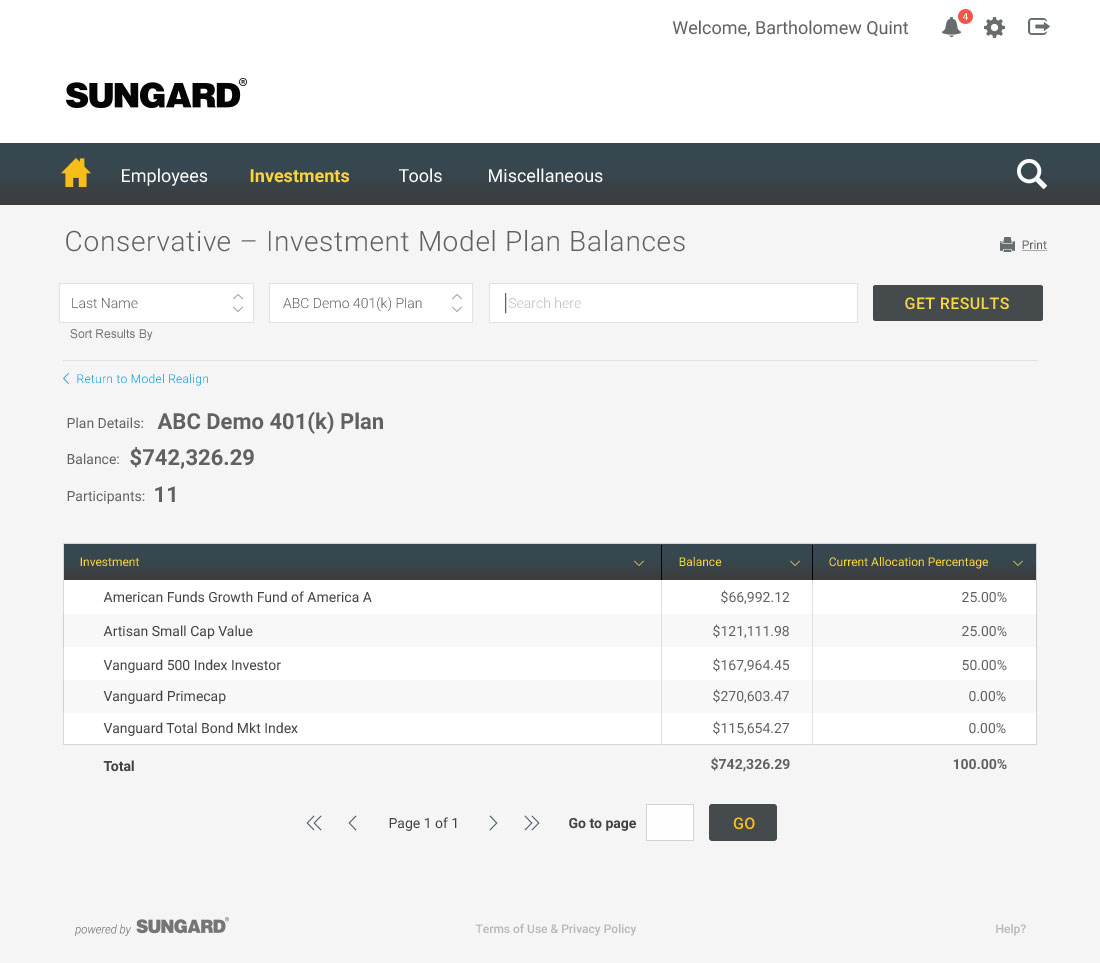 Welcome, Bartholomew Quint 4
SUNGARD®
Employees Investments Tools Miscellaneous
Conservative – Investment Model Plan Balances
Print
Last Name ABC Demo 401(k) Plan Search here GET RESULTS
Sort Results By
Return to Model Realign
Plan Details: ABC Demo 401(k) Plan
Balance: $742,326.29
Participants: 11
Investment Balance Current Allocation Percentage
American Funds Growth Fund of America A $66,992.12 25.00%
Artisan Small Cap Value $121,111.98 25.00%
Vanguard 500 Index Investor $167,964.45 50.00%
Vanguard Primecap $270,603.47 0.00%
Vanguard Total Bond Mkt Index $115,654.27 0.00%
Total $742,326.29 100.00%
Page 1 of 1 Go to page GO
powered by SUNGARD® Terms of Use & Privacy Policy Help?